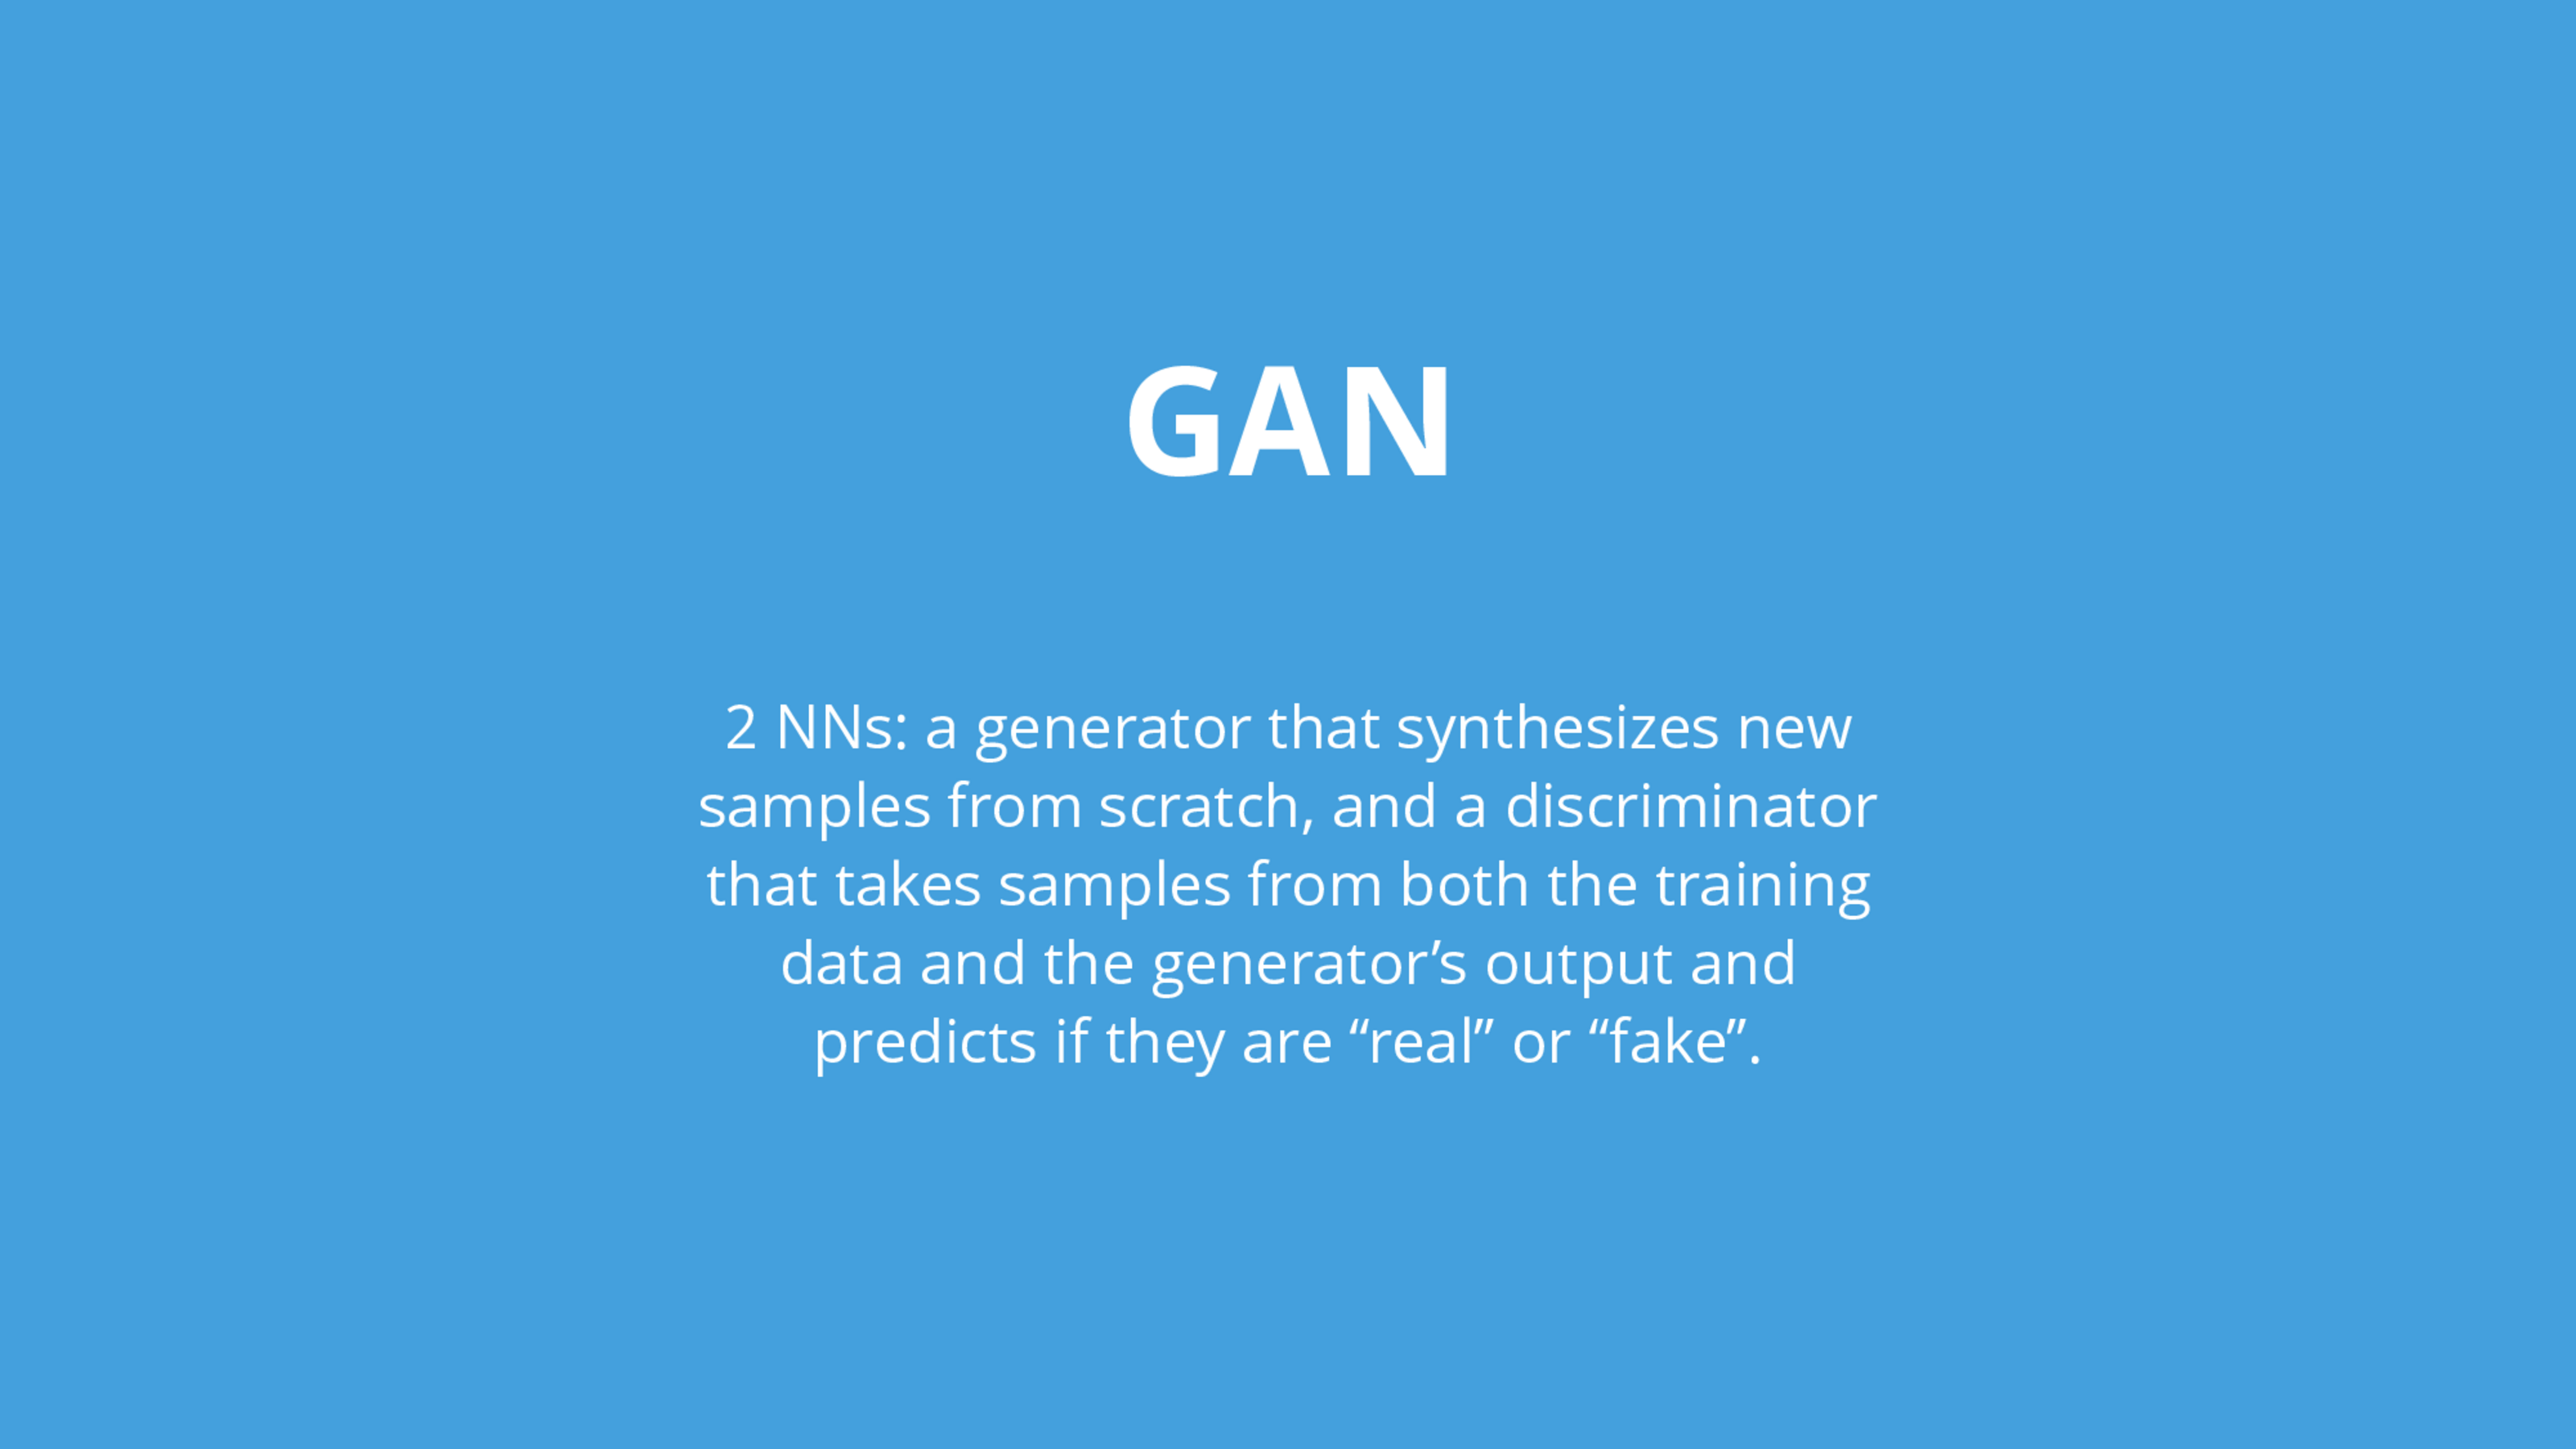 GAN
2 NNs: a generator that synthesizes new
samples from scratch, and a discriminator
that takes samples from both the training
data and the generator’s output and
predicts if they are “real” or “fake”.